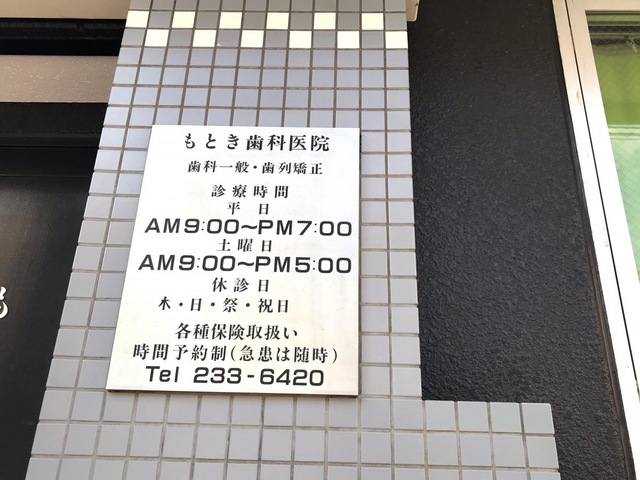 もとき歯科医院
歯科一般・歯列矯正
診療時間
平日
AM9:00〜PM7:00
土曜日
AM9:00〜PM5:00
休診日
木・日・祭・祝日
各種保険取扱い
時間予約制(急患は随時)
Tel 233-6420